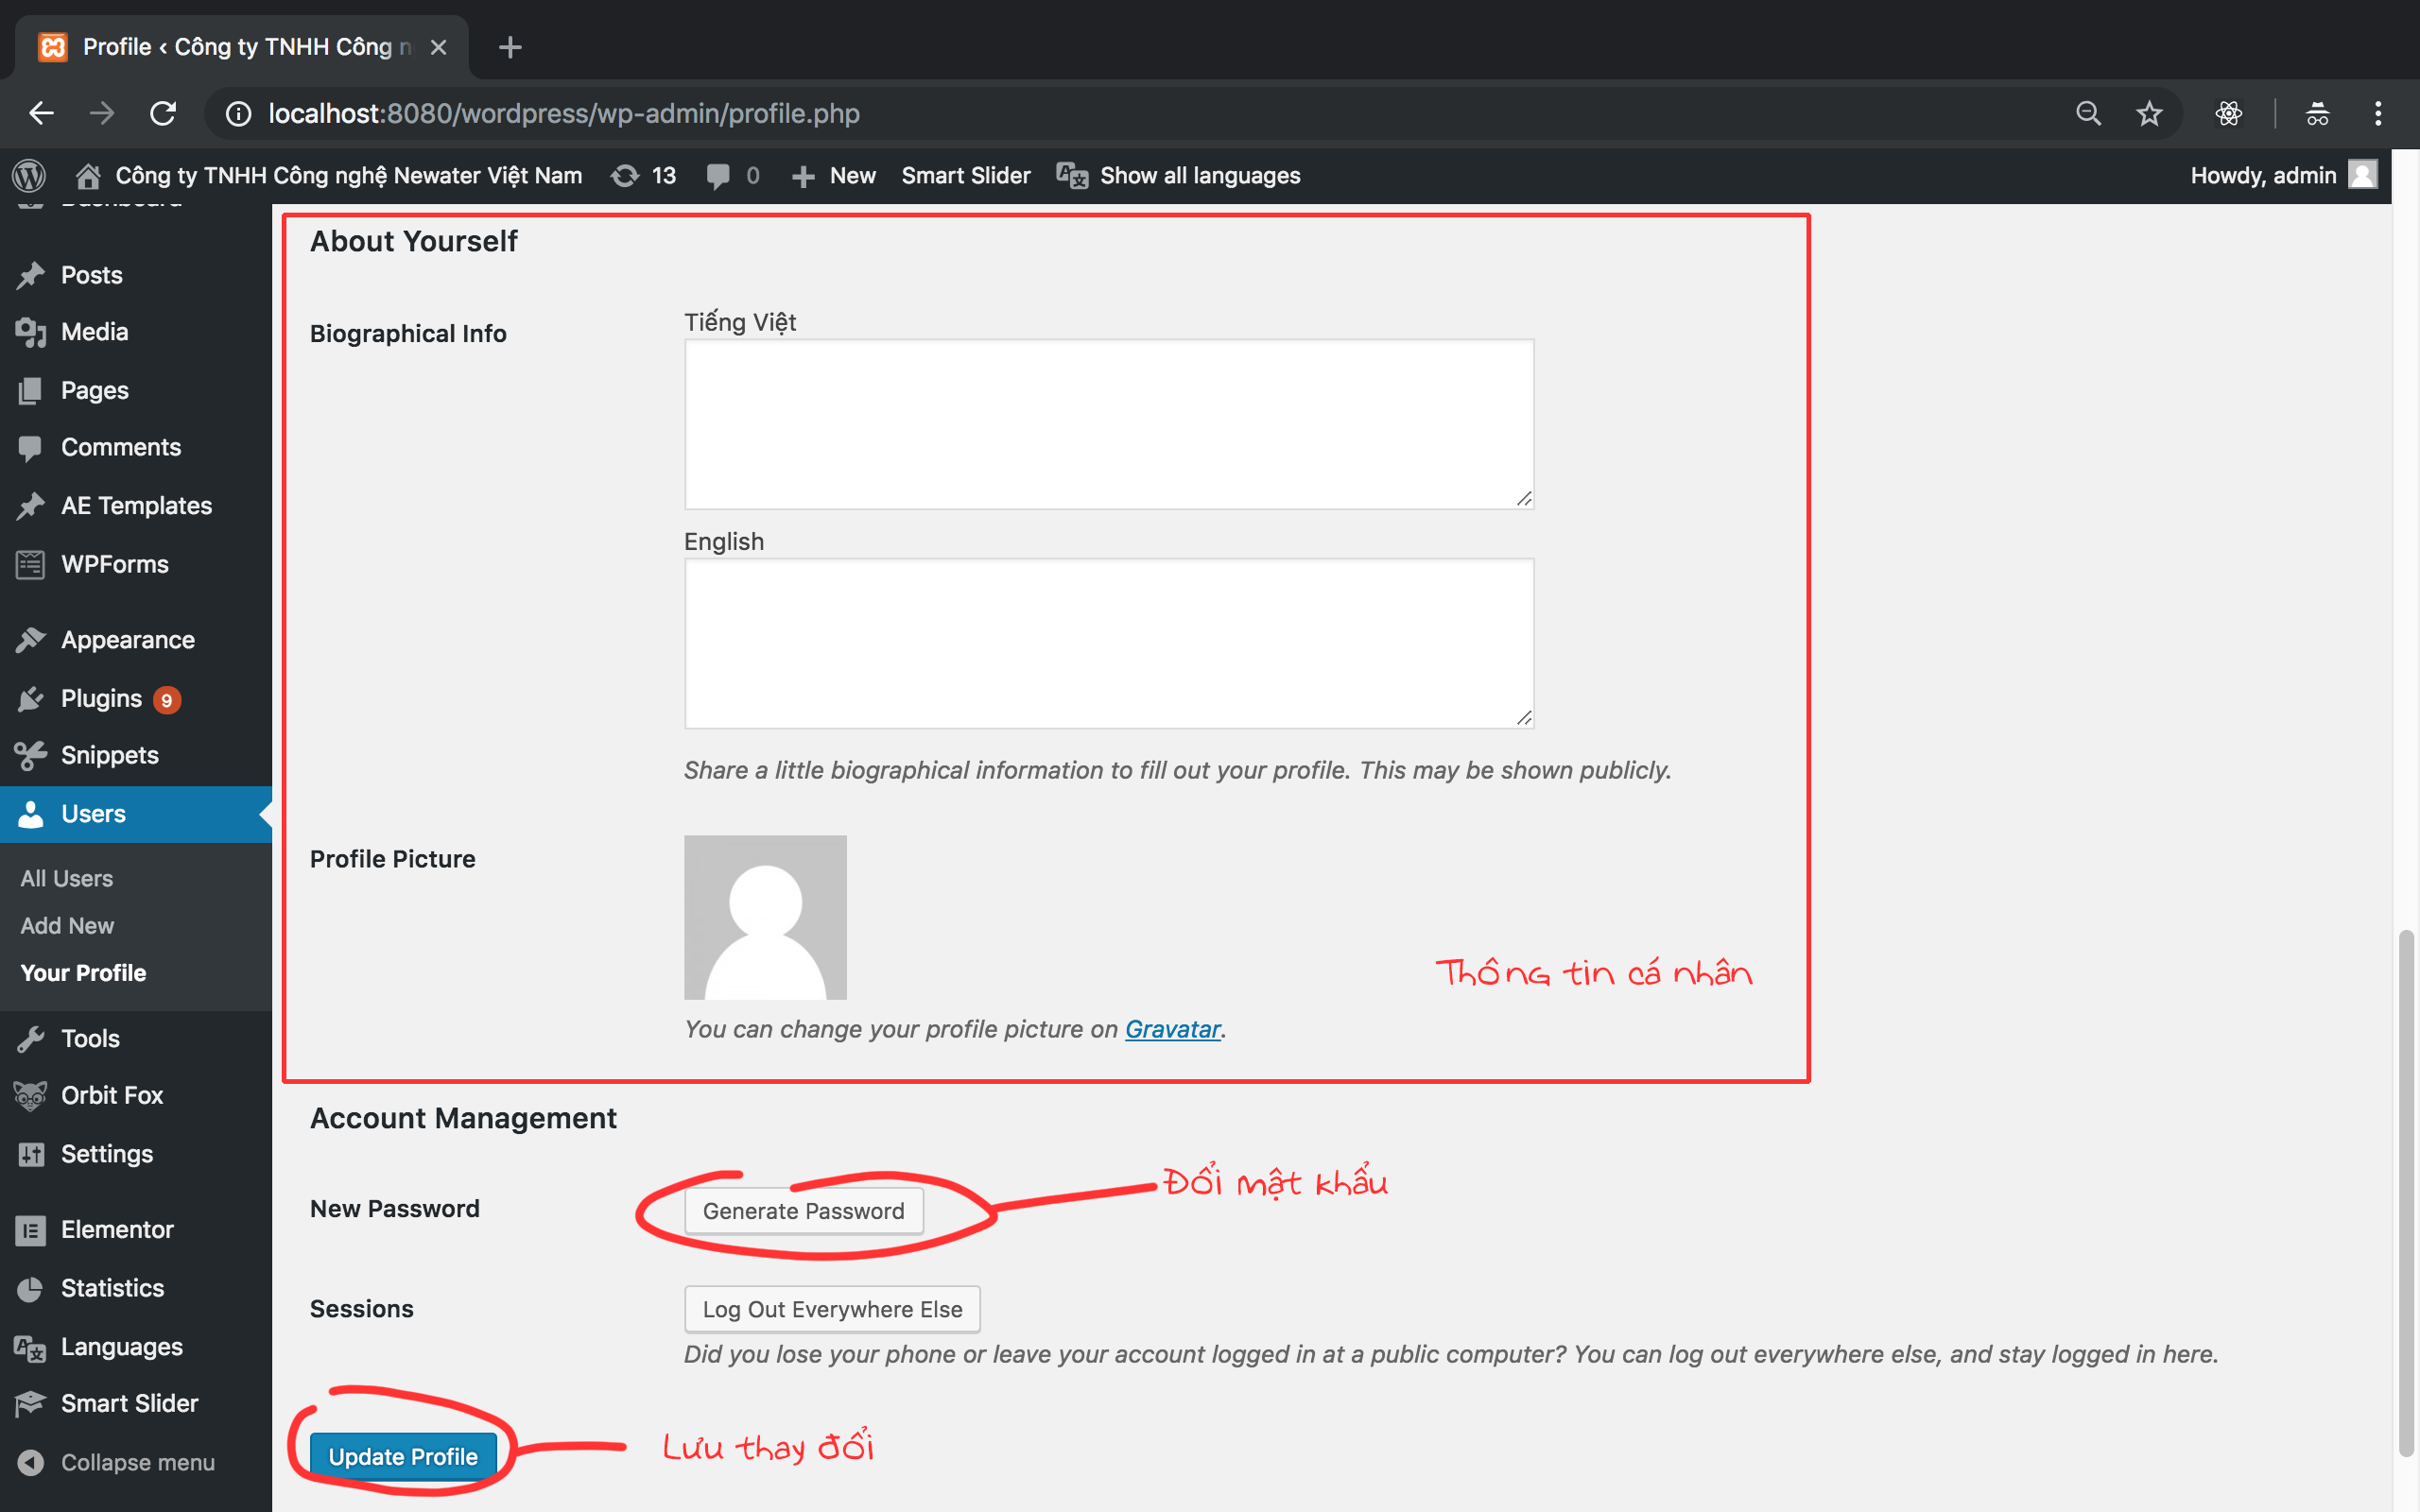 Profile ‹ Công ty TNHH Công n
localhost:8080/wordpress/wp-admin/profile.php
Công ty TNHH Công nghệ Newater Việt Nam 13 0 New Smart Slider Show all languages Howdy, admin
Dashboard
Posts
Media
Pages
Comments
AE Templates
WPForms
Appearance
Plugins 9
Snippets
Users
All Users
Add New
Your Profile
Tools
Orbit Fox
Settings
Elementor
Statistics
Languages
Smart Slider
Collapse menu
About Yourself
Biographical Info
Tiếng Việt
English
Share a little biographical information to fill out your profile. This may be shown publicly.
Profile Picture
Thông tin cá nhân
You can change your profile picture on Gravatar.
Account Management
Đổi mật khẩu
New Password Generate Password
Sessions Log Out Everywhere Else
Did you lose your phone or leave your account logged in at a public computer? You can log out everywhere else, and stay logged in here.
Update Profile Lưu thay đổi